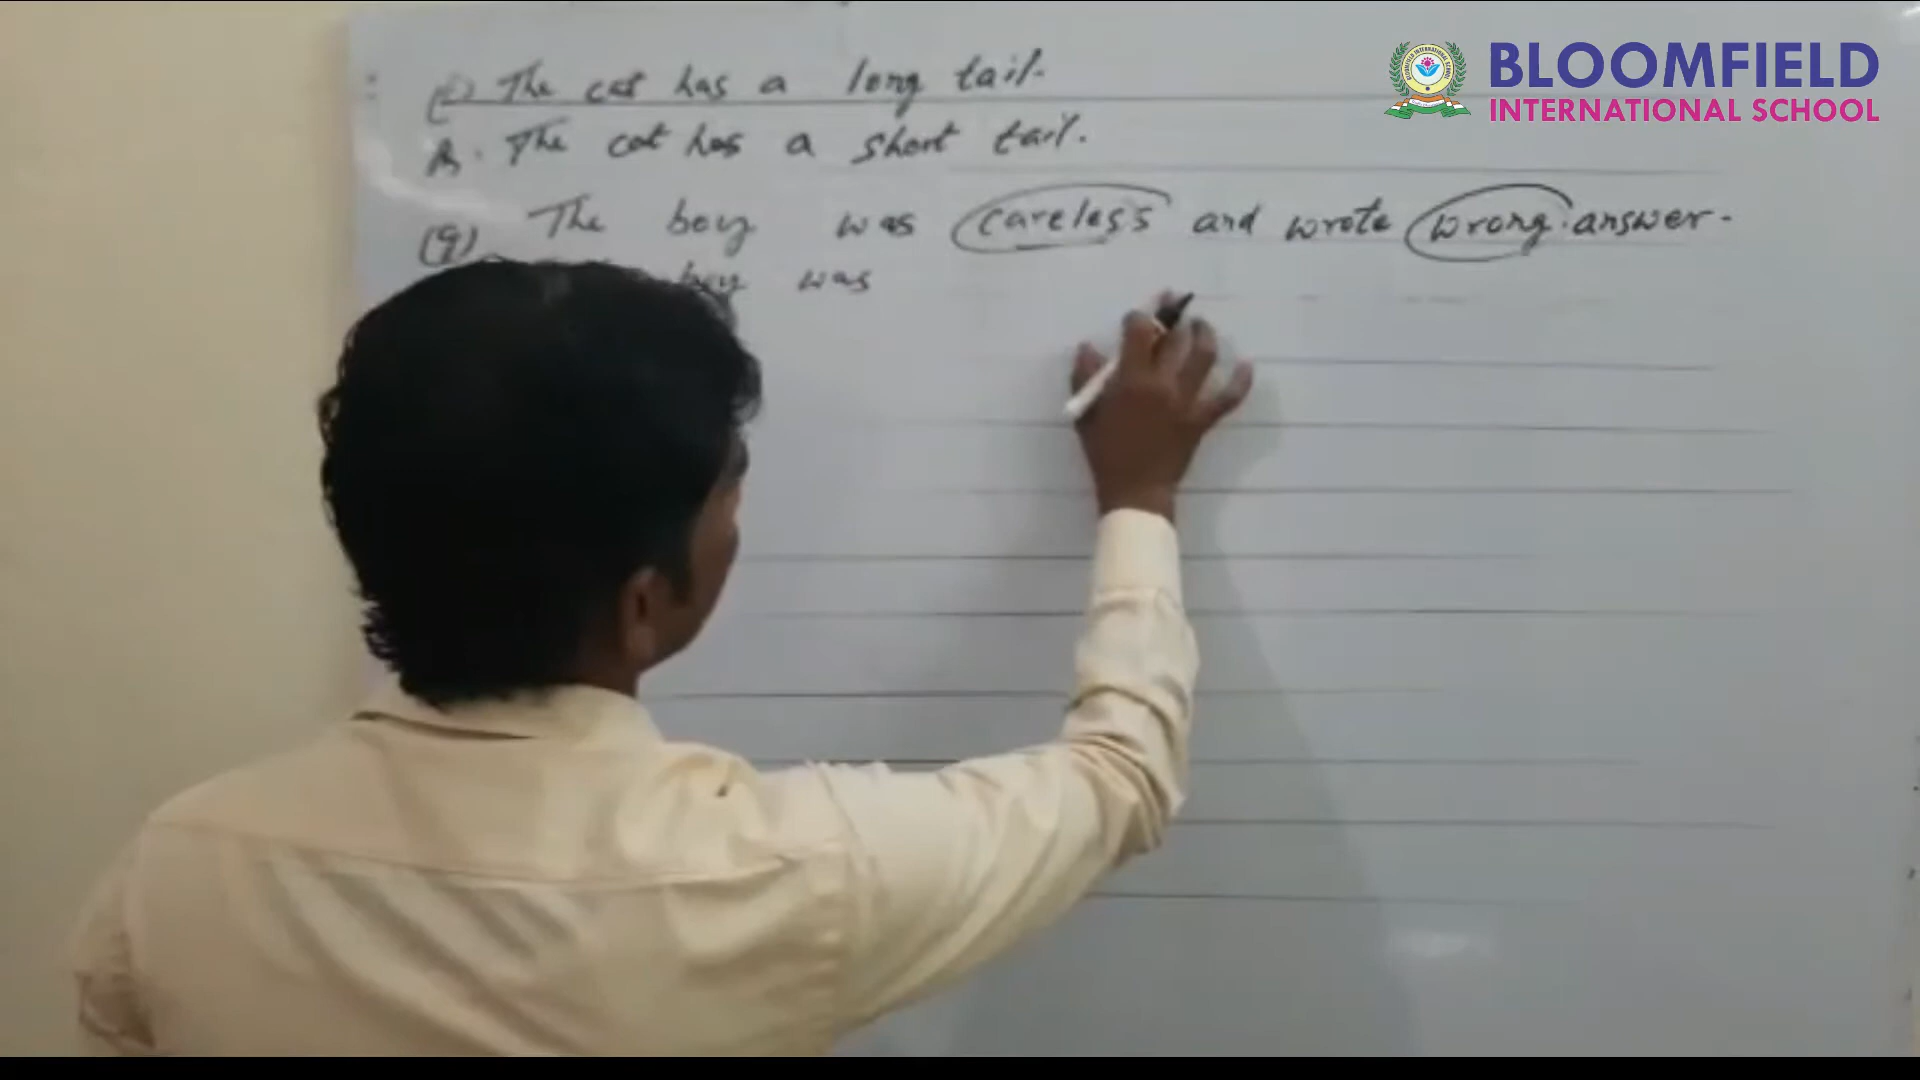 The cat has a long tail.
A. The cat has a short tail.
(9) The boy was careless and wrote wrong answer.
boy was
BLOOMFIELD
INTERNATIONAL SCHOOL